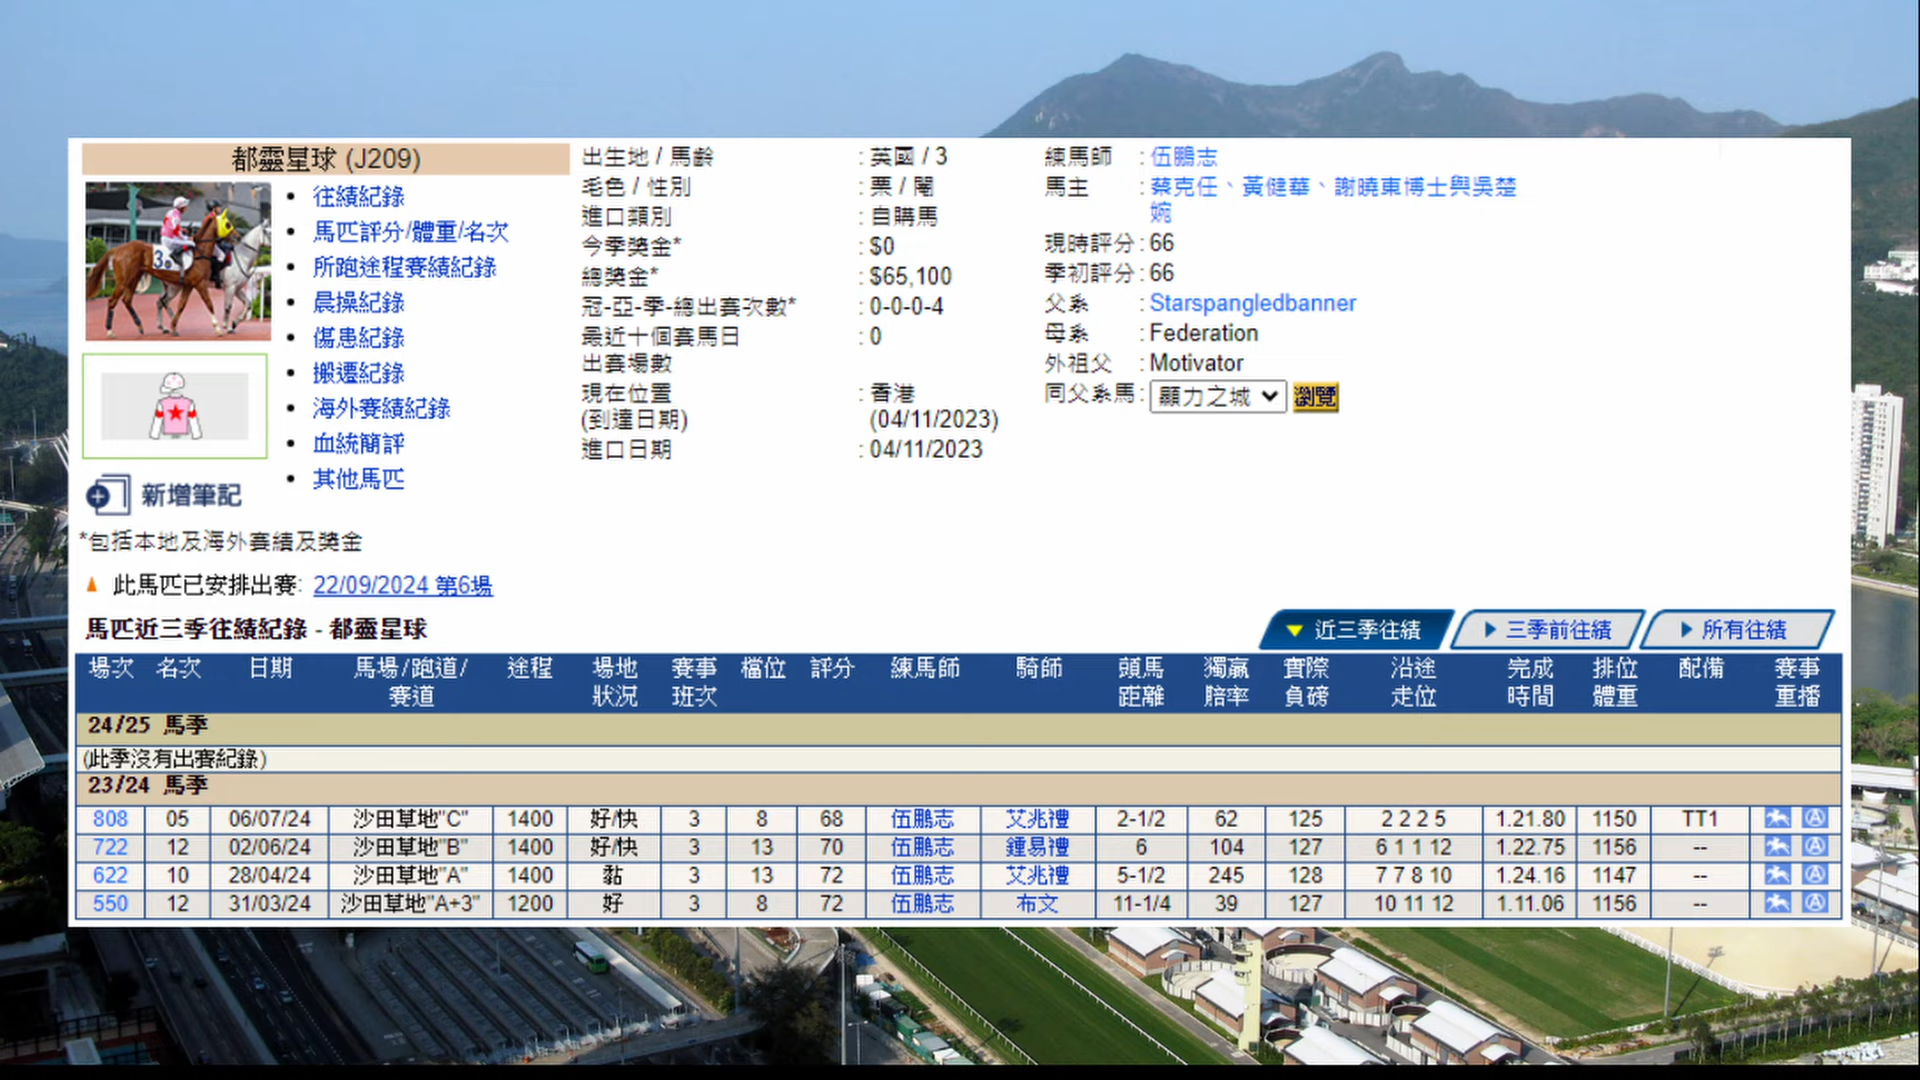 都靈星球 (J209)
往績紀錄
馬匹評分/體重/名次
所跑途程賽績紀錄
晨操紀錄
傷患紀錄
搬遷紀錄
海外賽績紀錄
血統簡評
其他馬匹
新增筆記
出生地 / 馬齡 : 英國 / 3
毛色 / 性別 : 栗 / 閹
進口類別 : 自購馬
今季獎金* : $0
總獎金* : $65,100
冠-亞-季-總出賽次數* : 0-0-0-4
最近十個賽馬日 : 0
出賽場數
現在位置 : 香港
(到達日期) (04/11/2023)
進口日期 : 04/11/2023
練馬師 : 伍鵬志
馬主 : 蔡克任、黃健華、謝曉東博士與吳楚
婉
現時評分 : 66
季初評分 : 66
父系 : Starspangledbanner
母系 : Federation
外祖父 : Motivator
同父系馬 : 願力之城 瀏覽
*包括本地及海外賽績及獎金
此馬匹已安排出賽: 22/09/2024 第6場
馬匹近三季往績紀錄 - 都靈星球
近三季往績 三季前往績 所有往績
場次 名次 日期 馬場/跑道/ 途程 場地 賽事 檔位 評分 練馬師 騎師 頭馬 獨贏 實際 沿途 完成 排位 配備 賽事
賽道 狀況 班次 距離 賠率 負磅 走位 時間 體重 重播
24/25 馬季
(此季沒有出賽紀錄)
23/24 馬季
808 05 06/07/24 沙田草地"C" 1400 好/快 3 8 68 伍鵬志 艾兆禮 2-1/2 62 125 2 2 2 5 1.21.80 1150 TT1
722 12 02/06/24 沙田草地"B" 1400 好/快 3 13 70 伍鵬志 鍾易禮 6 104 127 6 1 1 12 1.22.75 1156 --
622 10 28/04/24 沙田草地"A" 1400 黏 3 13 72 伍鵬志 艾兆禮 5-1/2 245 128 7 7 8 10 1.24.16 1147 --
550 12 31/03/24 沙田草地"A+3" 1200 好 3 8 72 伍鵬志 布文 11-1/4 39 127 10 11 12 1.11.06 1156 --